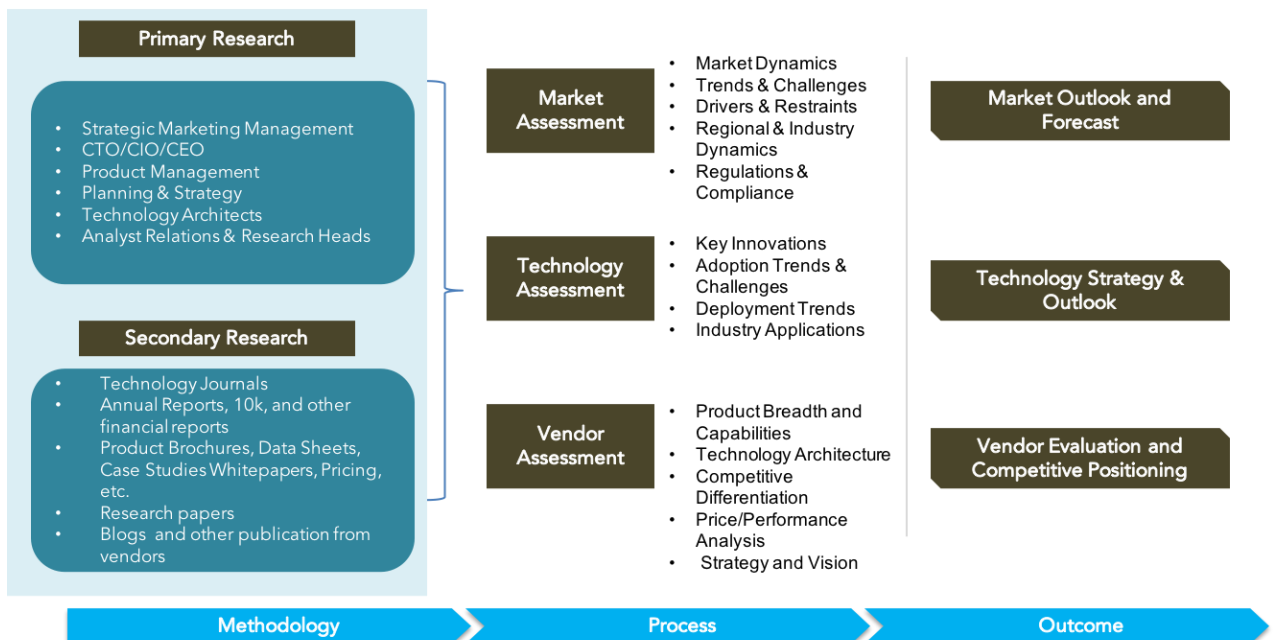 Primary Research
• Strategic Marketing Management
• CTO/CIO/CEO
• Product Management
• Planning & Strategy
• Technology Architects
• Analyst Relations & Research Heads
Secondary Research
• Technology Journals
• Annual Reports, 10k, and other
financial reports
• Product Brochures, Data Sheets,
Case Studies Whitepapers, Pricing,
etc.
• Research papers
• Blogs and other publication from
vendors
Market
Assessment
• Market Dynamics
• Trends & Challenges
• Drivers & Restraints
• Regional & Industry
Dynamics
• Regulations &
Compliance
Technology
Assessment
• Key Innovations
• Adoption Trends &
Challenges
• Deployment Trends
• Industry Applications
Vendor
Assessment
• Product Breadth and
Capabilities
• Technology Architecture
• Competitive
Differentiation
• Price/Performance
Analysis
• Strategy and Vision
Market Outlook and
Forecast
Technology Strategy &
Outlook
Vendor Evaluation and
Competitive Positioning
Methodology
Process
Outcome